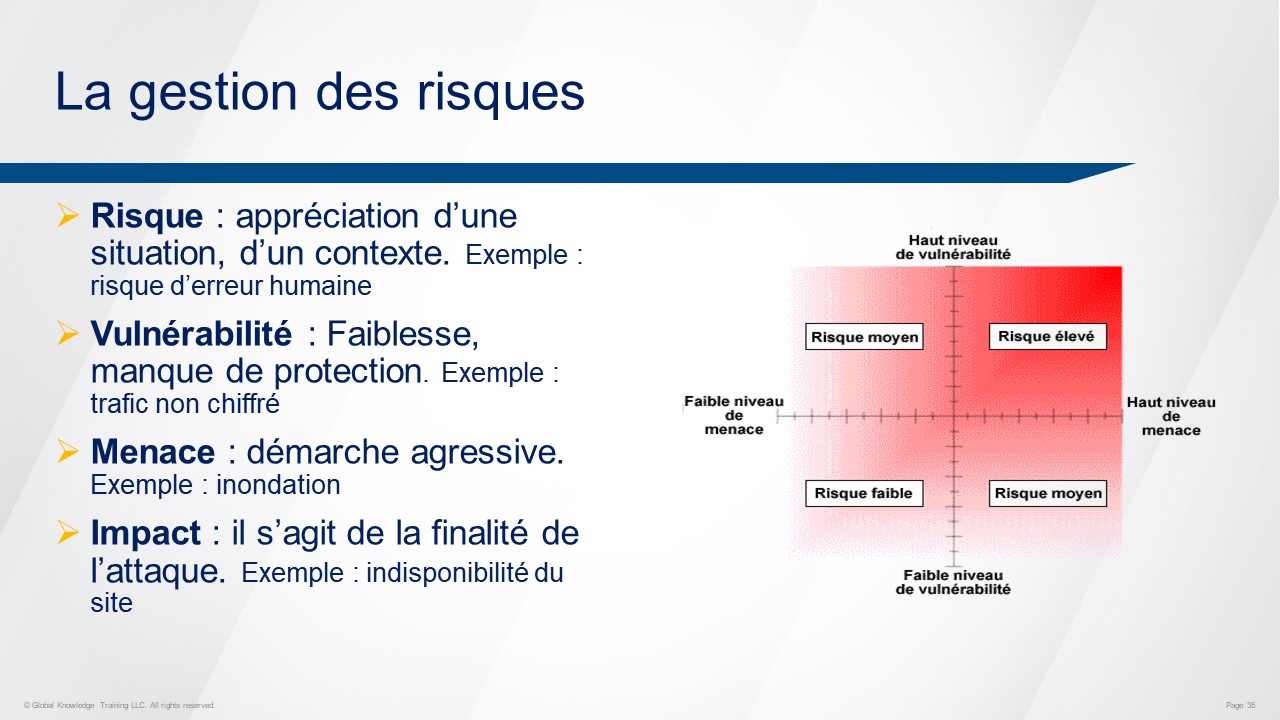 La gestion des risques
➢ Risque : appréciation d’une
situation, d’un contexte. Exemple :
risque d’erreur humaine
➢ Vulnérabilité : Faiblesse,
manque de protection. Exemple :
trafic non chiffré
➢ Menace : démarche agressive.
Exemple : inondation
➢ Impact : il s’agit de la finalité de
l’attaque. Exemple : indisponibilité du
site
Haut niveau
de vulnérabilité
Risque moyen
Risque élevé
Faible niveau
de
menace
Haut niveau
de
menace
Risque faible
Risque moyen
Faible niveau
de vulnérabilité
© Global Knowledge Training LLC. All rights reserved.
Page 35